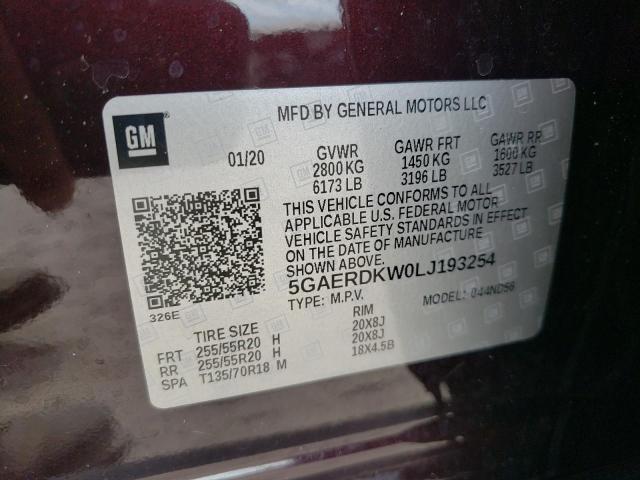 MFD BY GENERAL MOTORS LLC
GM
01/20
GVWR
2800 KG
6173 LB
GAWR FRT
1450 KG
3196 LB
GAWR RR
1600 KG
3527 LB
THIS VEHICLE CONFORMS TO ALL
APPLICABLE U.S. FEDERAL MOTOR
VEHICLE SAFETY STANDARDS IN EFFECT
ON THE DATE OF MANUFACTURE
SHOWN ABOVE.
5GAERDKW0LJ193254
TYPE: M.P.V.
MODEL: 044ND56
326E
TIRE SIZE
RIM
FRT 255/55R20 H 20X8J
RR 255/55R20 H 20X8J
SPA T135/70R18 M 18X4.5B